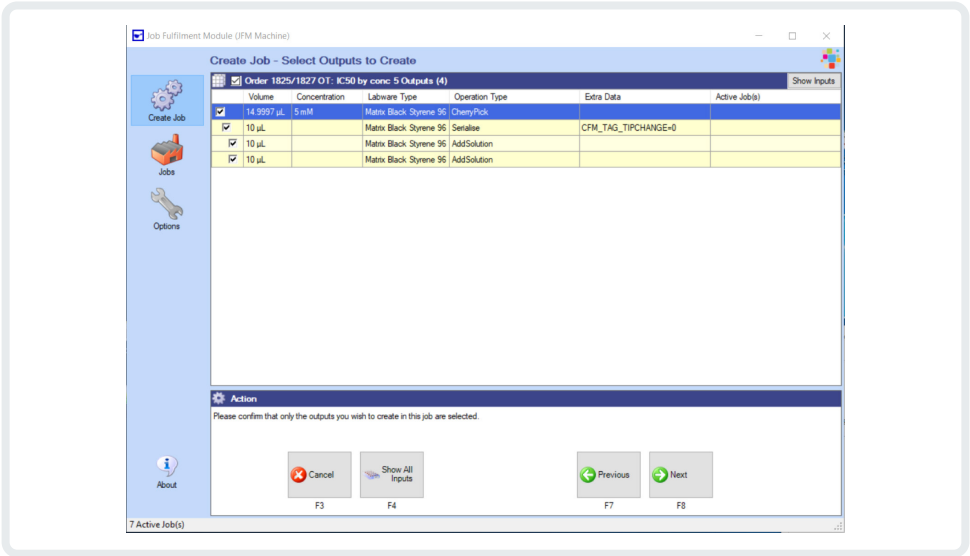 Job Fulfilment Module (JFM Machine)
Create Job - Select Outputs to Create
Order 1825/1827 OT: IC50 by conc 5 Outputs (4)
Show Inputs
Volume Concentration Labware Type Operation Type Extra Data Active Job(s)
14.9997 µL 5 mM Matrix Black Styrene 96 CherryPick
10 µL Matrix Black Styrene 96 Serialise CFM_TAG_TIPCHANGE=0
10 µL Matrix Black Styrene 96 AddSolution
10 µL Matrix Black Styrene 96 AddSolution
Create Job
Jobs
Options
Action
Please confirm that only the outputs you wish to create in this job are selected.
About
Cancel
Show All
Inputs
Previous
Next
F3 F4 F7 F8
7 Active Job(s)